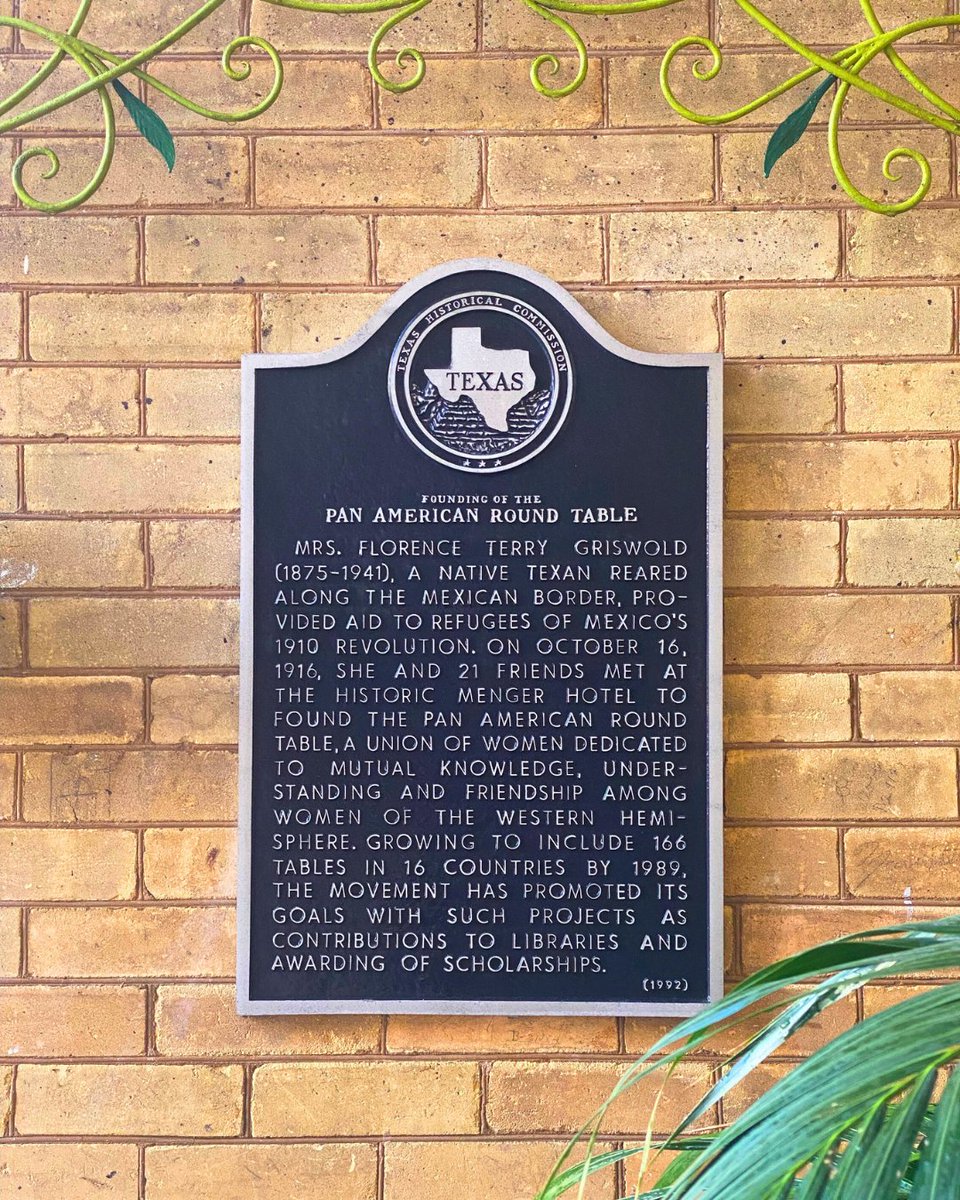 TEXAS HISTORICAL COMMISSION
TEXAS
FOUNDING OF THE
PAN AMERICAN ROUND TABLE
MRS. FLORENCE TERRY GRISWOLD
(1875-1941), A NATIVE TEXAN REARED
ALONG THE MEXICAN BORDER, PRO-
VIDED AID TO REFUGEES OF MEXICO'S
1910 REVOLUTION. ON OCTOBER 16,
1916, SHE AND 21 FRIENDS MET AT
THE HISTORIC MENGER HOTEL TO
FOUND THE PAN AMERICAN ROUND
TABLE, A UNION OF WOMEN DEDICATED
TO MUTUAL KNOWLEDGE, UNDER-
STANDING AND FRIENDSHIP AMONG
WOMEN OF THE WESTERN HEMI-
SPHERE. GROWING TO INCLUDE 166
TABLES IN 16 COUNTRIES BY 1989,
THE MOVEMENT HAS PROMOTED ITS
GOALS WITH SUCH PROJECTS AS
CONTRIBUTIONS TO LIBRARIES AND
AWARDING OF SCHOLARSHIPS.
(1992)